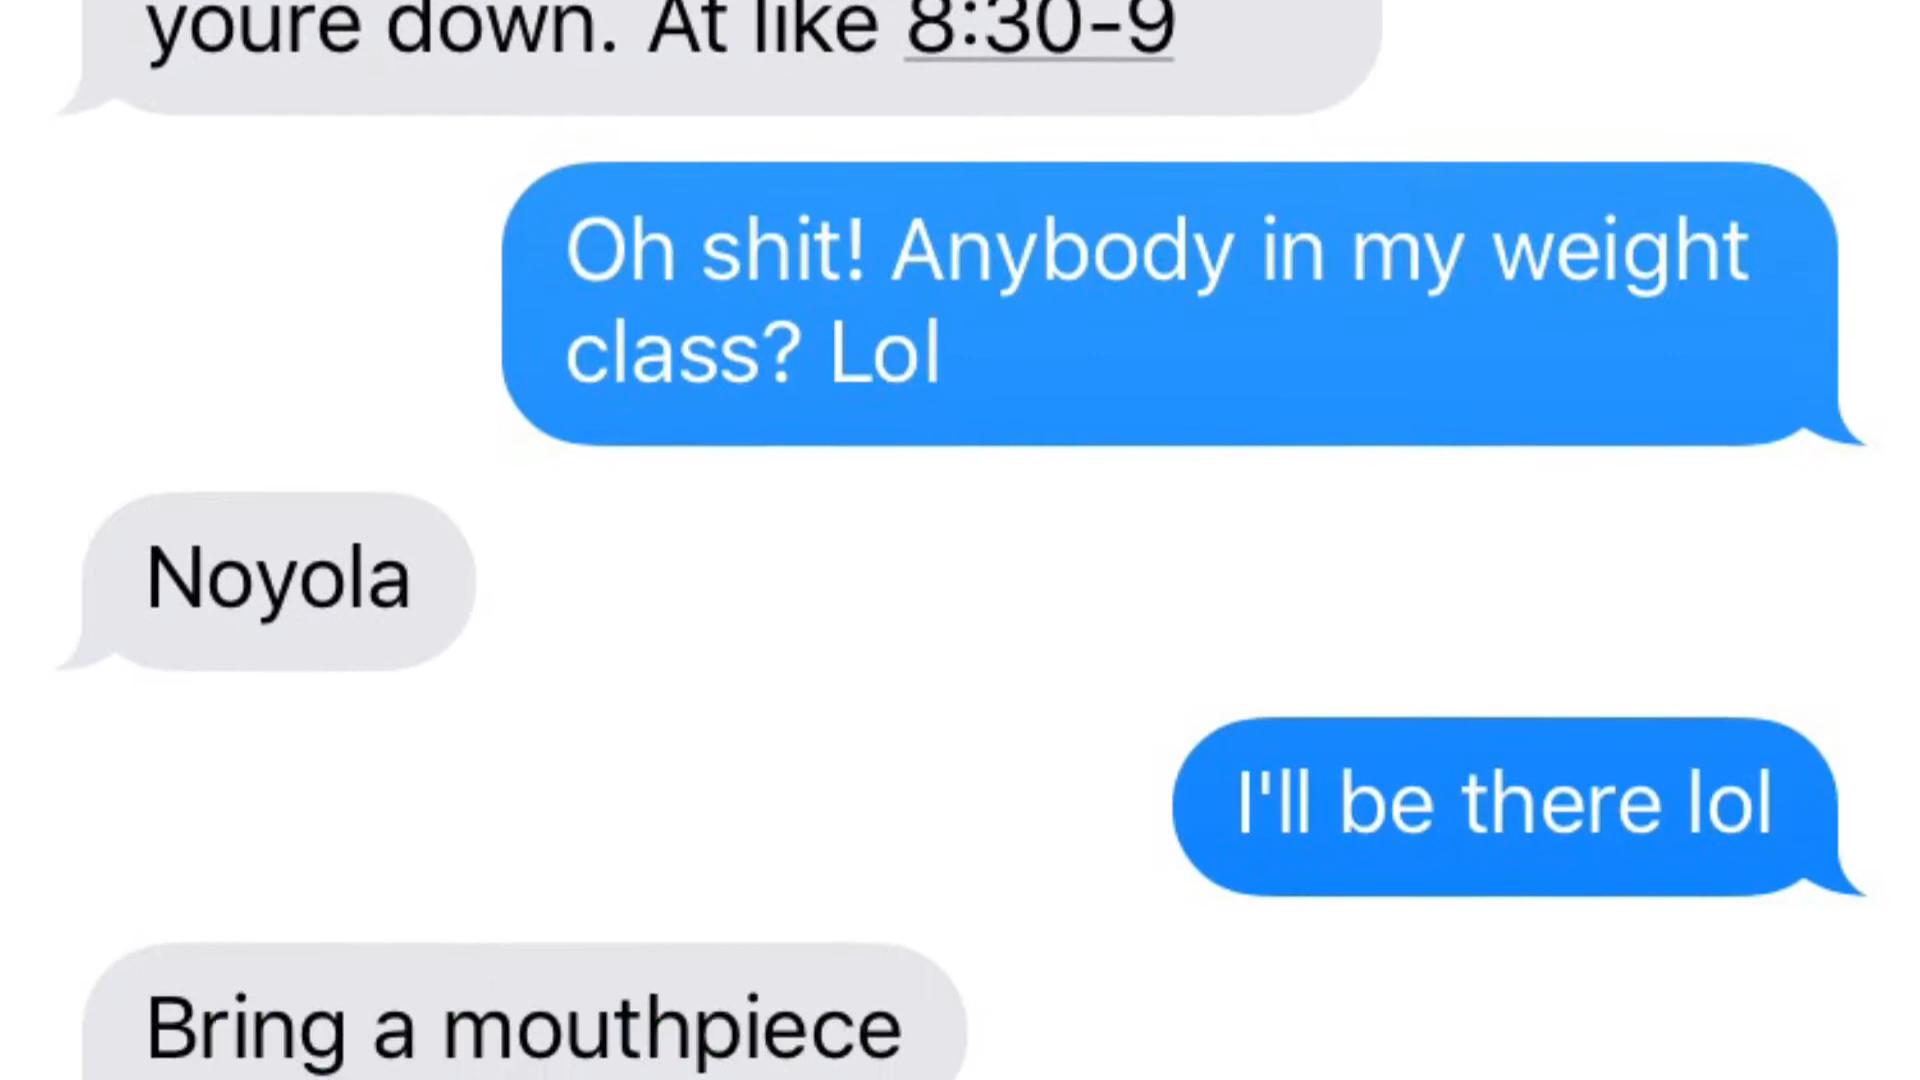 youre down. At like 8:30-9
Oh shit! Anybody in my weight
class? Lol
Noyola
I'll be there lol
Bring a mouthpiece